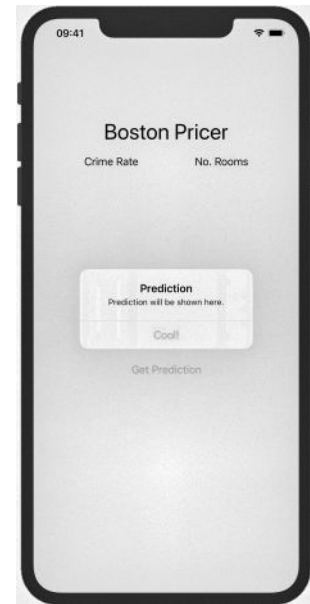 09:41
Boston Pricer
Crime Rate No. Rooms
Prediction
Prediction will be shown here.
Cool!
Get Prediction